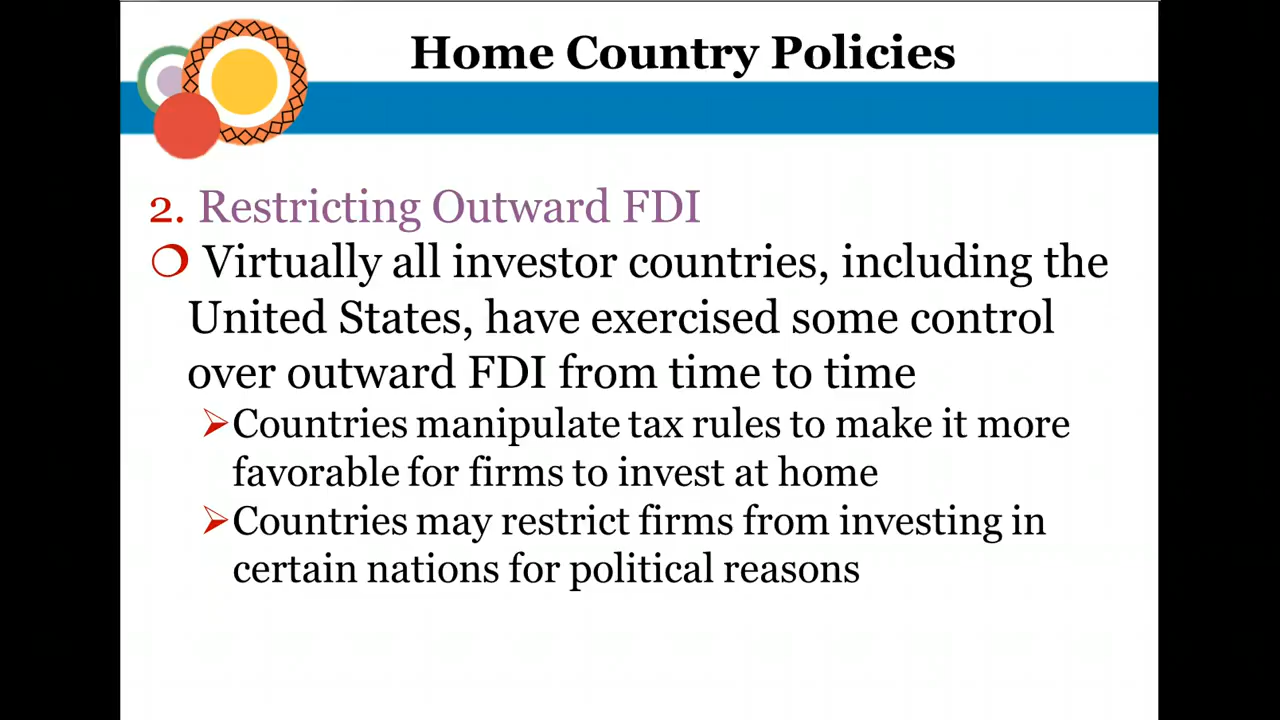 Home Country Policies
2. Restricting Outward FDI
❍ Virtually all investor countries, including the
United States, have exercised some control
over outward FDI from time to time
➢Countries manipulate tax rules to make it more
favorable for firms to invest at home
➢Countries may restrict firms from investing in
certain nations for political reasons